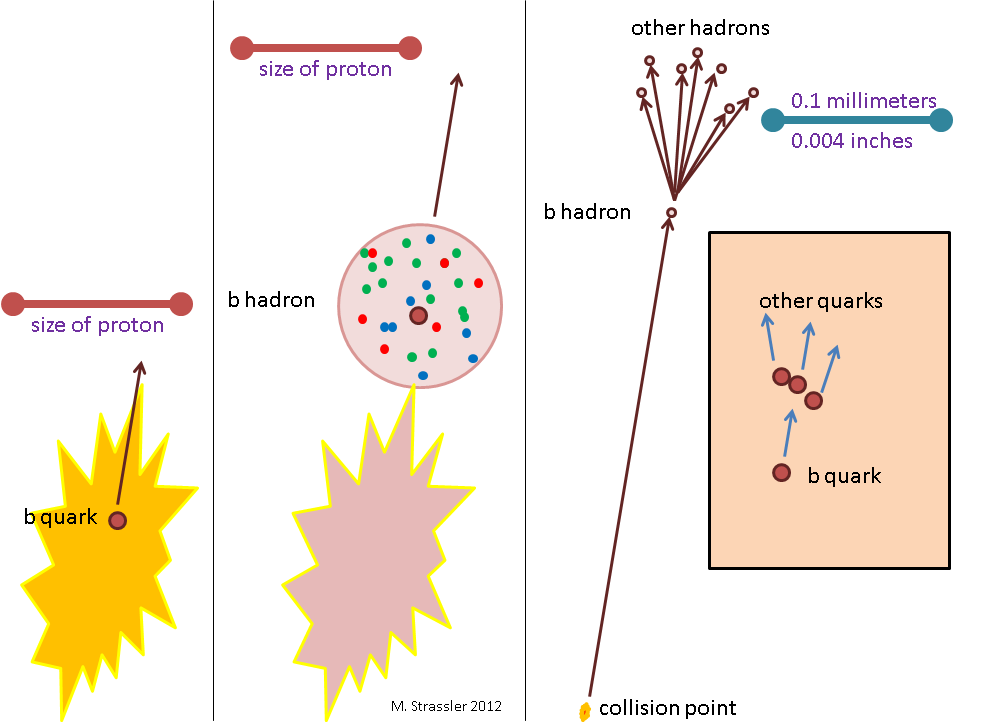 size of proton
b quark
size of proton
b hadron
M. Strassler 2012
other hadrons
0.1 millimeters
0.004 inches
b hadron
other quarks
b quark
collision point